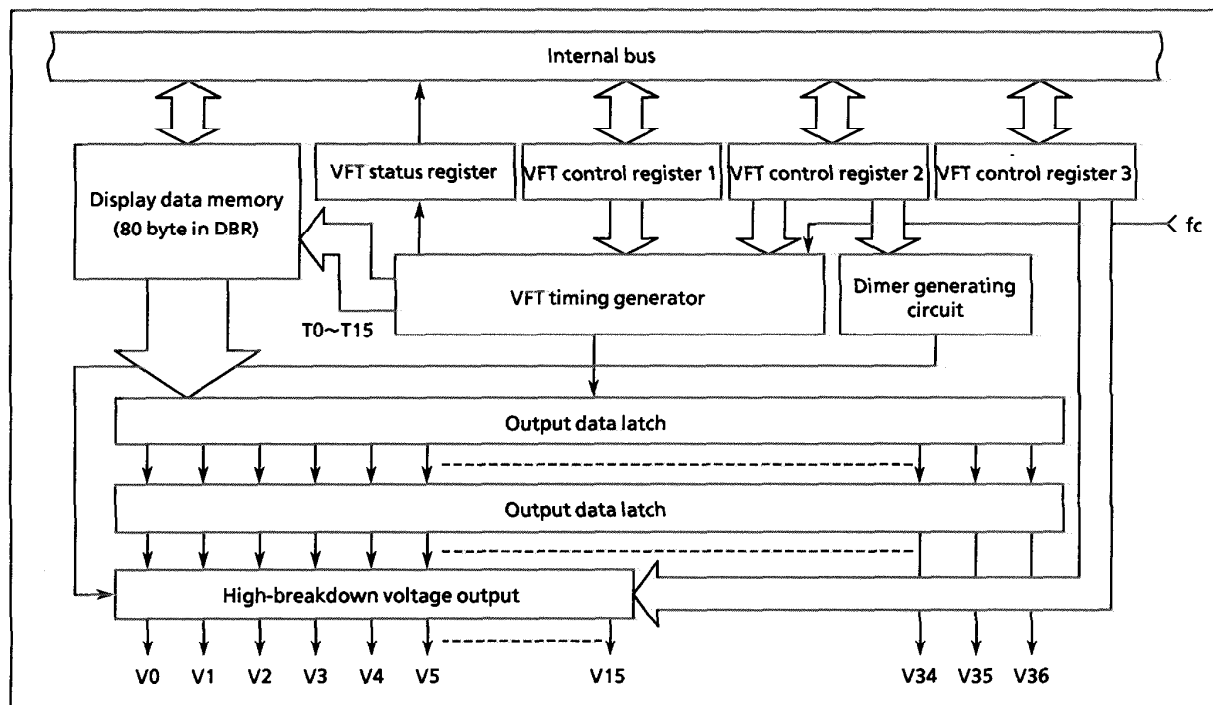 Internal bus
Display data memory
(80 byte in DBR)
VFT status register
VFT control register 1
VFT control register 2
VFT control register 3
fc
VFT timing generator
Dimer generating
circuit
T0~T15
Output data latch
Output data latch
High-breakdown voltage output
V0 V1 V2 V3 V4 V5 V15 V34 V35 V36